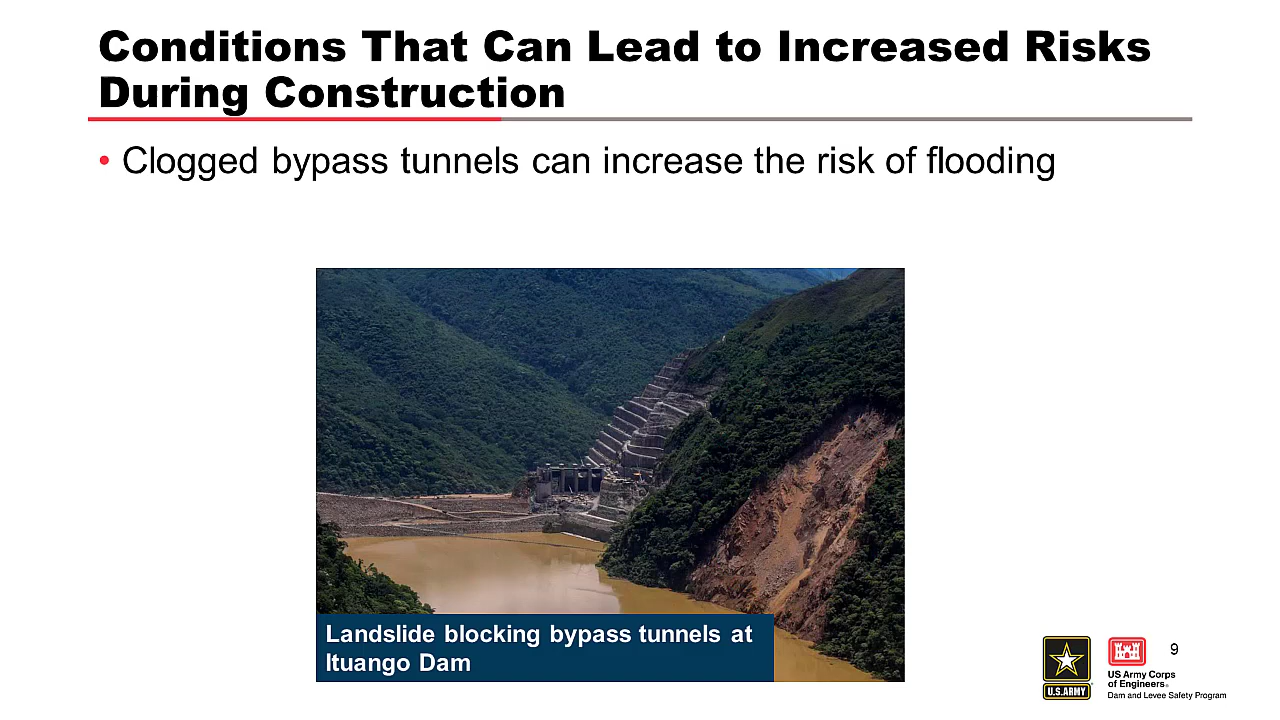 Conditions That Can Lead to Increased Risks
During Construction
• Clogged bypass tunnels can increase the risk of flooding
Landslide blocking bypass tunnels at
Ituango Dam
U.S.ARMY
US Army Corps
of Engineers®
Dam and Levee Safety Program
9